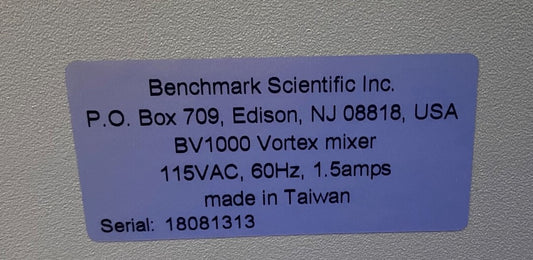 Benchmark Scientific Inc.
P.O. Box 709, Edison, NJ 08818, USA
BV1000 Vortex mixer
115VAC, 60Hz, 1.5amps
made in Taiwan
Serial: 18081313